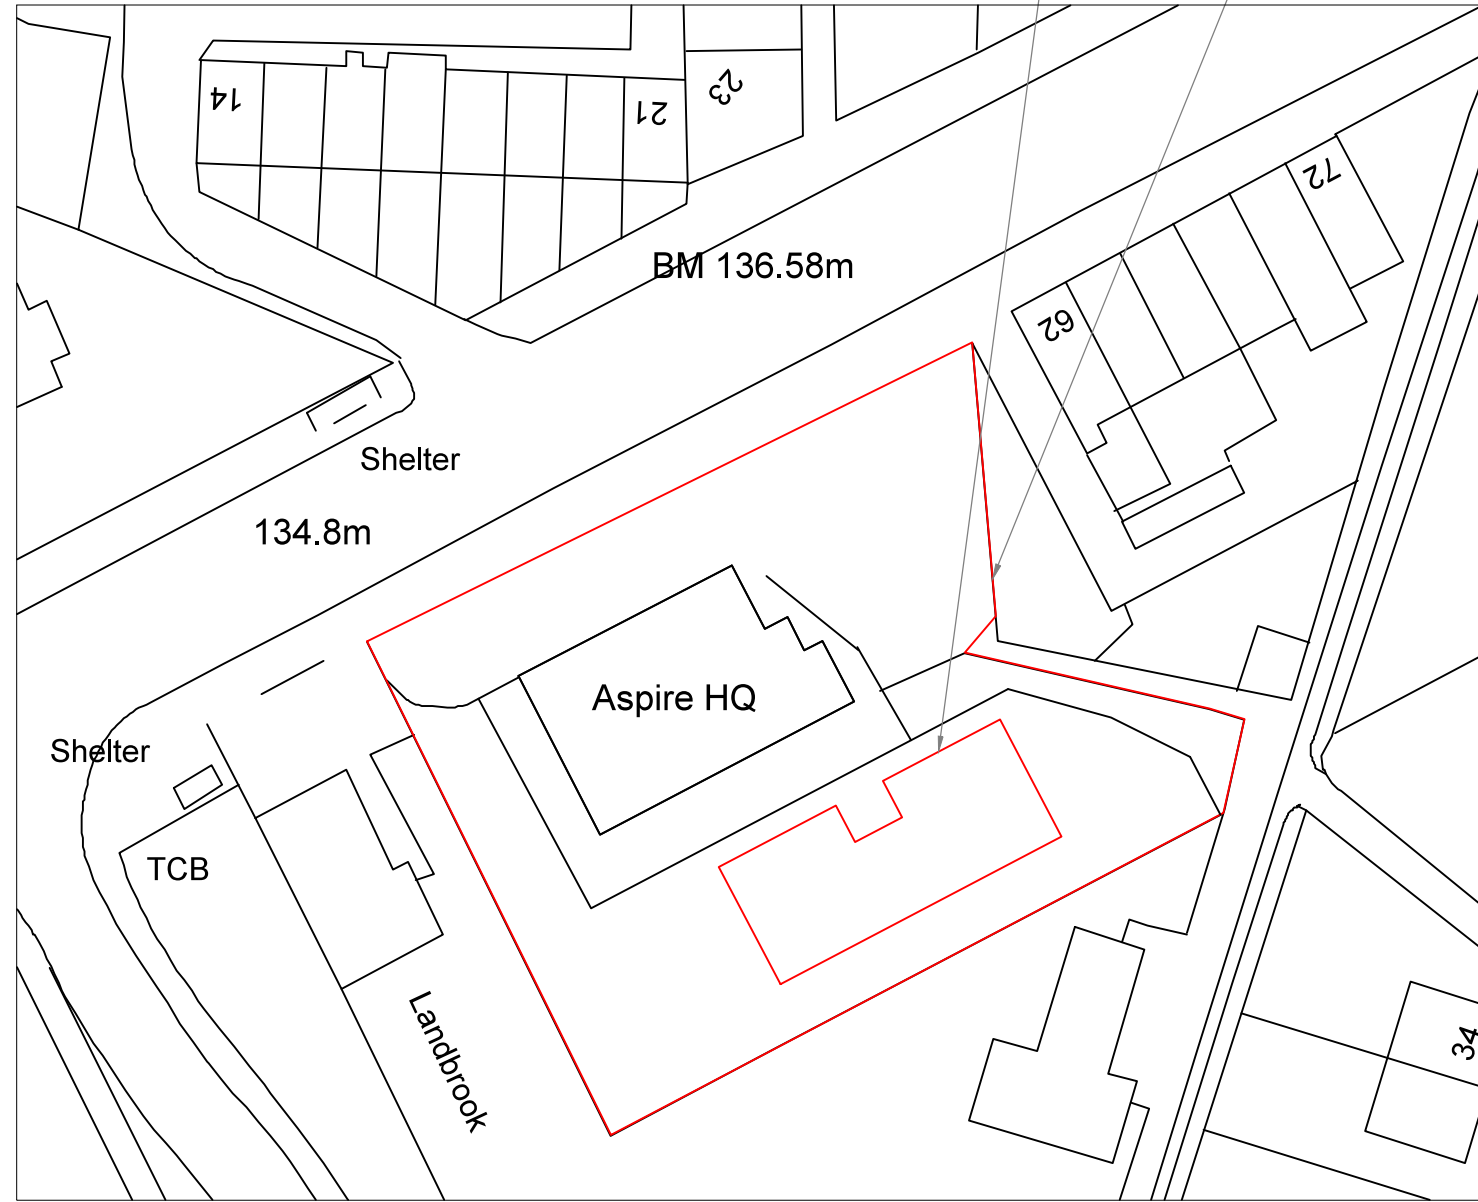 14
21
23
72
BM 136.58m
62
Shelter
134.8m
Aspire HQ
Shelter
TCB
Landbrook
34